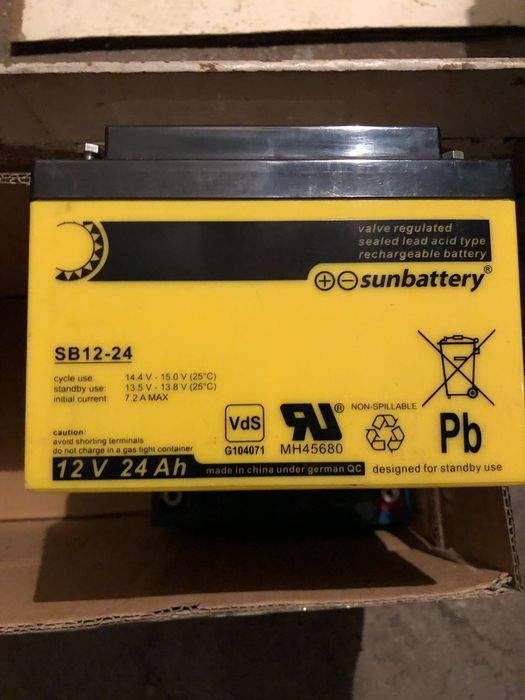 valve regulated
sealed lead acid type
rechargeable battery
sunbattery®
SB12-24
cycle use: 14.4 V - 15.0 V (25°C)
standby use: 13.5 V - 13.8 V (25°C)
initial current: 7.2 A MAX
caution:
avoid shorting terminals
do not charge in a gas tight container
VdS
G104071
RU®
MH45680
NON-SPILLABLE
Pb
12 V 24 Ah
made in china under german QC
designed for standby use